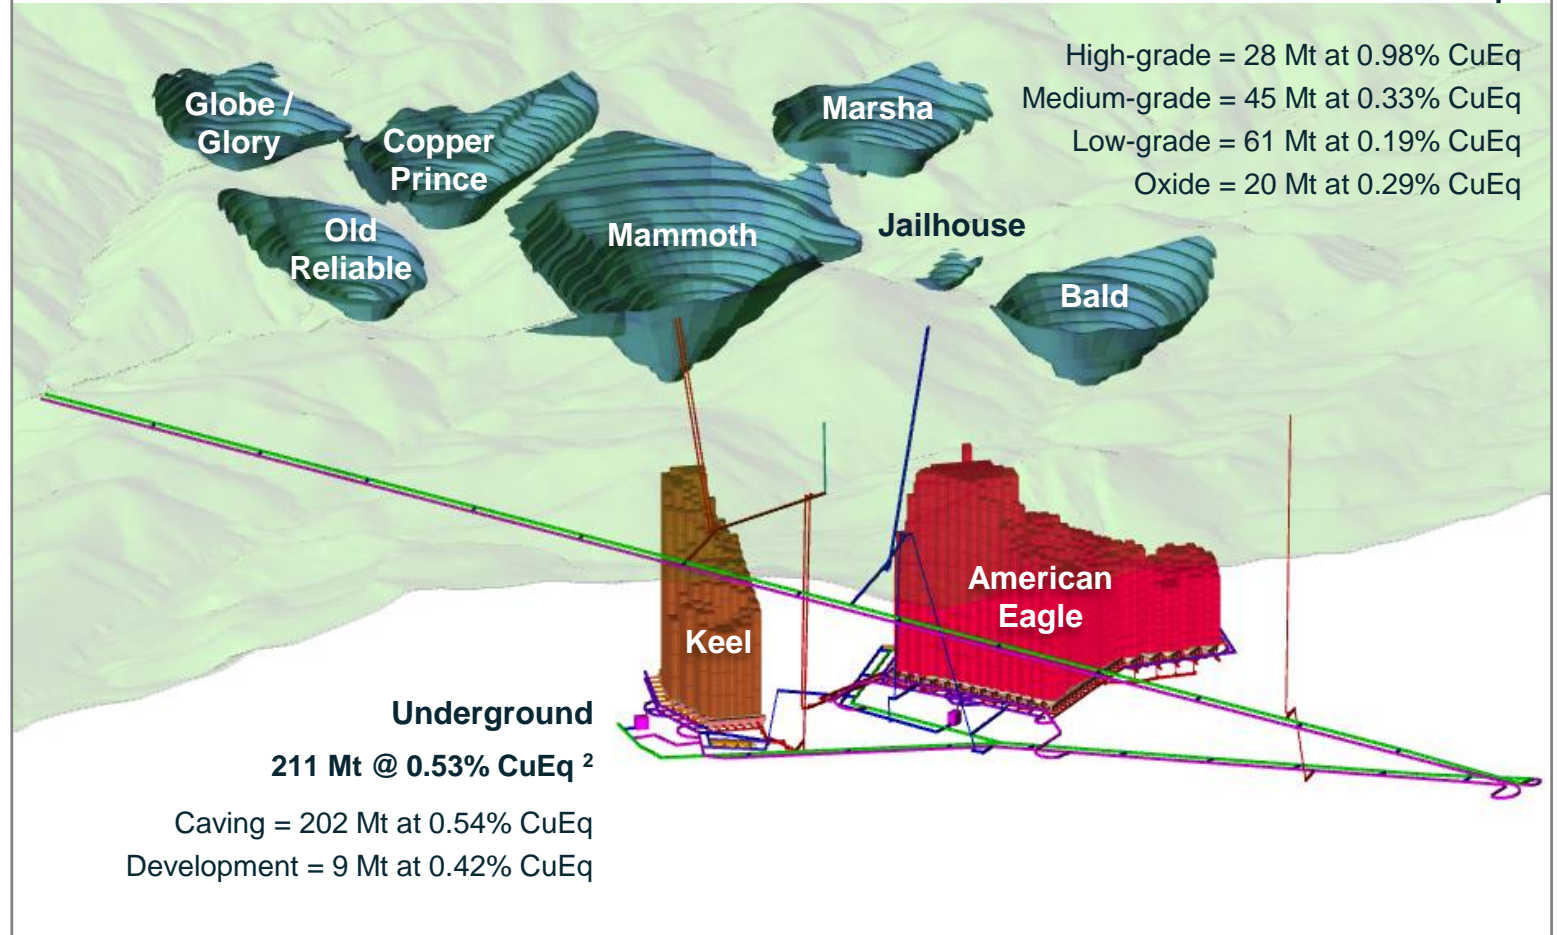 High-grade = 28 Mt at 0.98% CuEq
Medium-grade = 45 Mt at 0.33% CuEq
Low-grade = 61 Mt at 0.19% CuEq
Oxide = 20 Mt at 0.29% CuEq
Globe /
Glory
Copper
Prince
Marsha
Old
Reliable
Mammoth
Jailhouse
Bald
American
Eagle
Keel
Underground
211 Mt @ 0.53% CuEq ²
Caving = 202 Mt at 0.54% CuEq
Development = 9 Mt at 0.42% CuEq